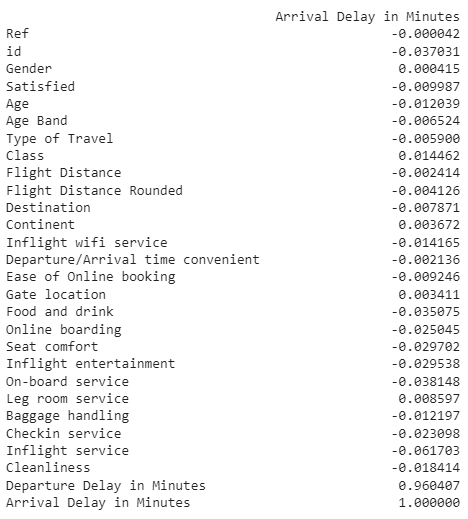 Arrival Delay in Minutes
Ref -0.000042
id -0.037031
Gender 0.000415
Satisfied -0.009987
Age -0.012039
Age Band -0.006524
Type of Travel -0.005900
Class 0.014462
Flight Distance -0.002414
Flight Distance Rounded -0.004126
Destination -0.007871
Continent 0.003672
Inflight wifi service -0.014165
Departure/Arrival time convenient -0.002136
Ease of Online booking -0.009246
Gate location 0.003411
Food and drink -0.035075
Online boarding -0.025045
Seat comfort -0.029702
Inflight entertainment -0.029538
On-board service -0.038148
Leg room service 0.008597
Baggage handling -0.012197
Checkin service -0.023098
Inflight service -0.061703
Cleanliness -0.018414
Departure Delay in Minutes 0.960407
Arrival Delay in Minutes 1.000000